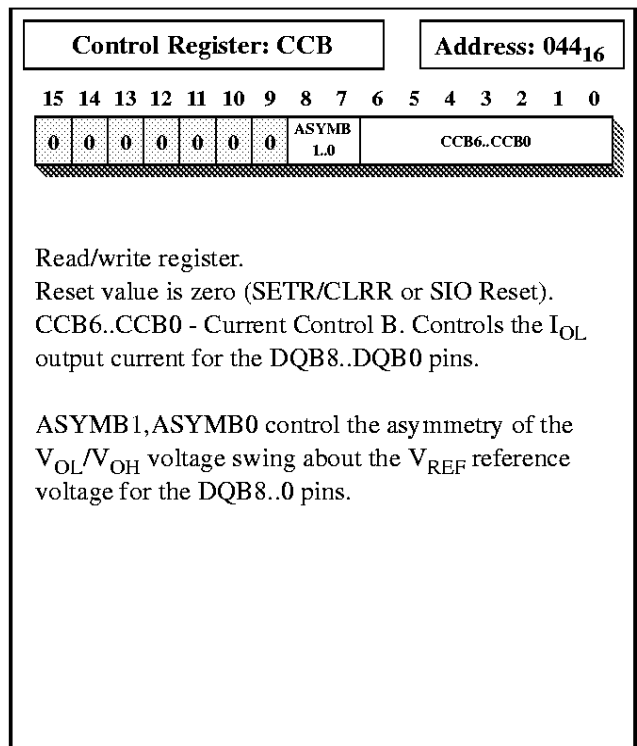 Control Register: CCB
Address: 044₁₆
15 14 13 12 11 10 9 8 7 6 5 4 3 2 1 0
0 0 0 0 0 0 0 ASYMB CCB6..CCB0
1..0
Read/write register.
Reset value is zero (SETR/CLRR or SIO Reset).
CCB6..CCB0 - Current Control B. Controls the I_OL
output current for the DQB8..DQB0 pins.
ASYMB1,ASYMB0 control the asymmetry of the
V_OL/V_OH voltage swing about the V_REF reference
voltage for the DQB8..0 pins.